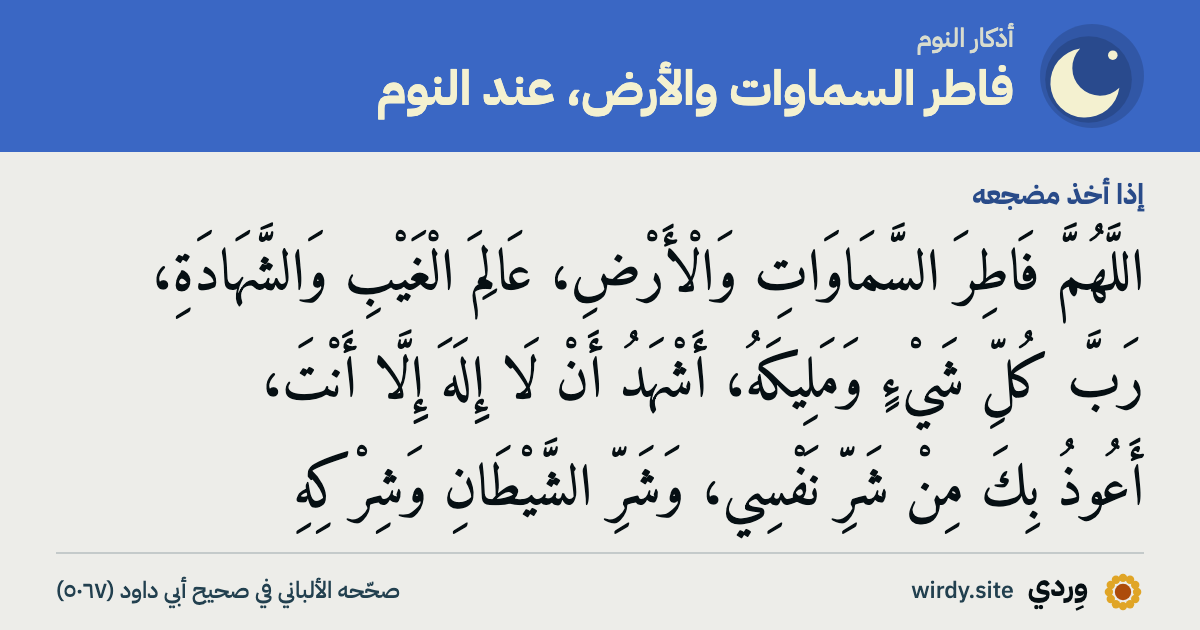 أذكار النوم
فاطر السماوات والأرض، عند النوم
إذا أخذ مضجعه
اللَّهُمَّ فَاطِرَ السَّمَاوَاتِ وَالْأَرْضِ، عَالِمَ الْغَيْبِ وَالشَّهَادَةِ،
رَبَّ كُلِّ شَيْءٍ وَمَلِيكَهُ، أَشْهَدُ أَنْ لَا إِلَهَ إِلَّا أَنْتَ،
أَعُوذُ بِكَ مِنْ شَرِّ نَفْسِي، وَشَرِّ الشَّيْطَانِ وَشِرْكِهِ
وِردي wirdy.site
صحّحه الألباني في صحيح أبي داود (٥٠٦٧)